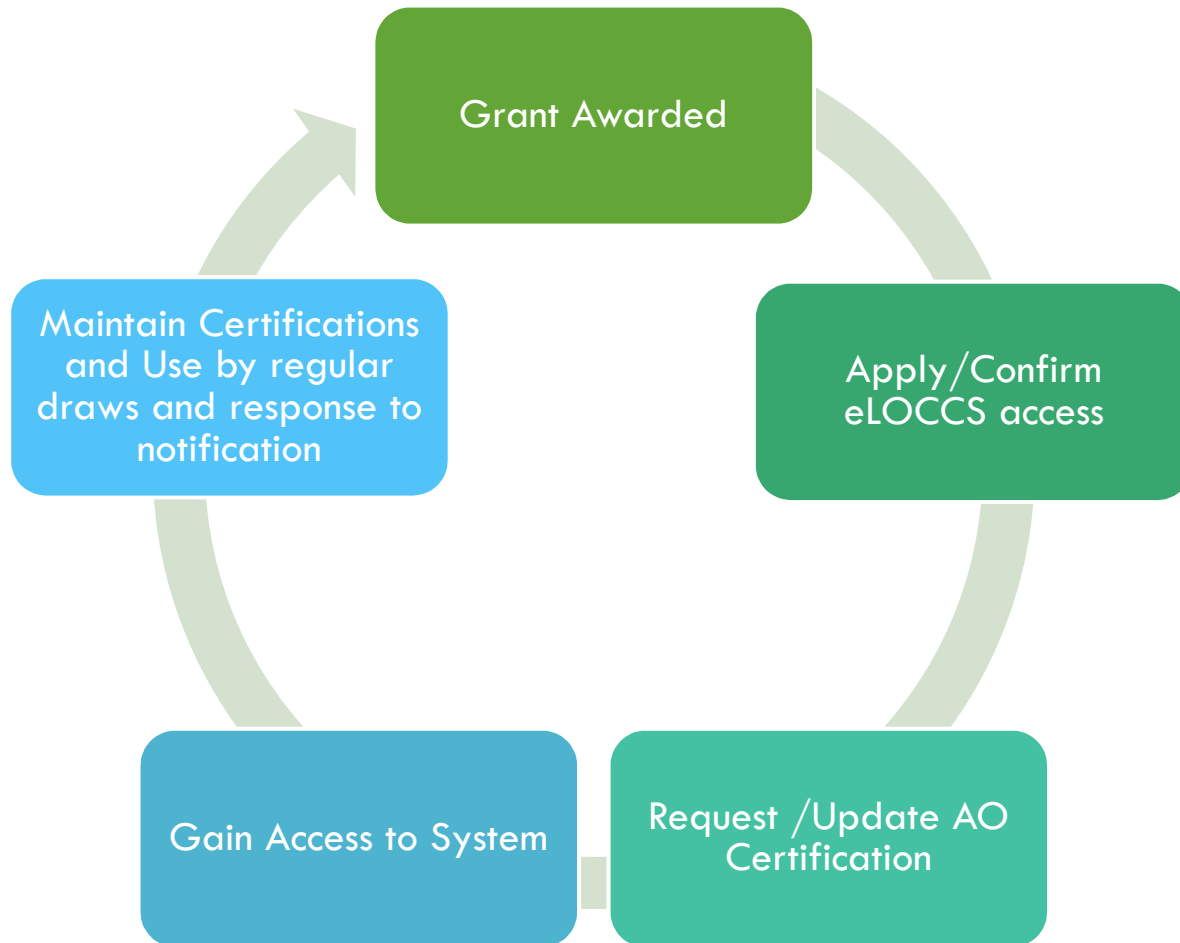 Grant Awarded
Apply/Confirm
eLOCCS access
Request /Update AO
Certification
Gain Access to System
Maintain Certifications
and Use by regular
draws and response to
notification